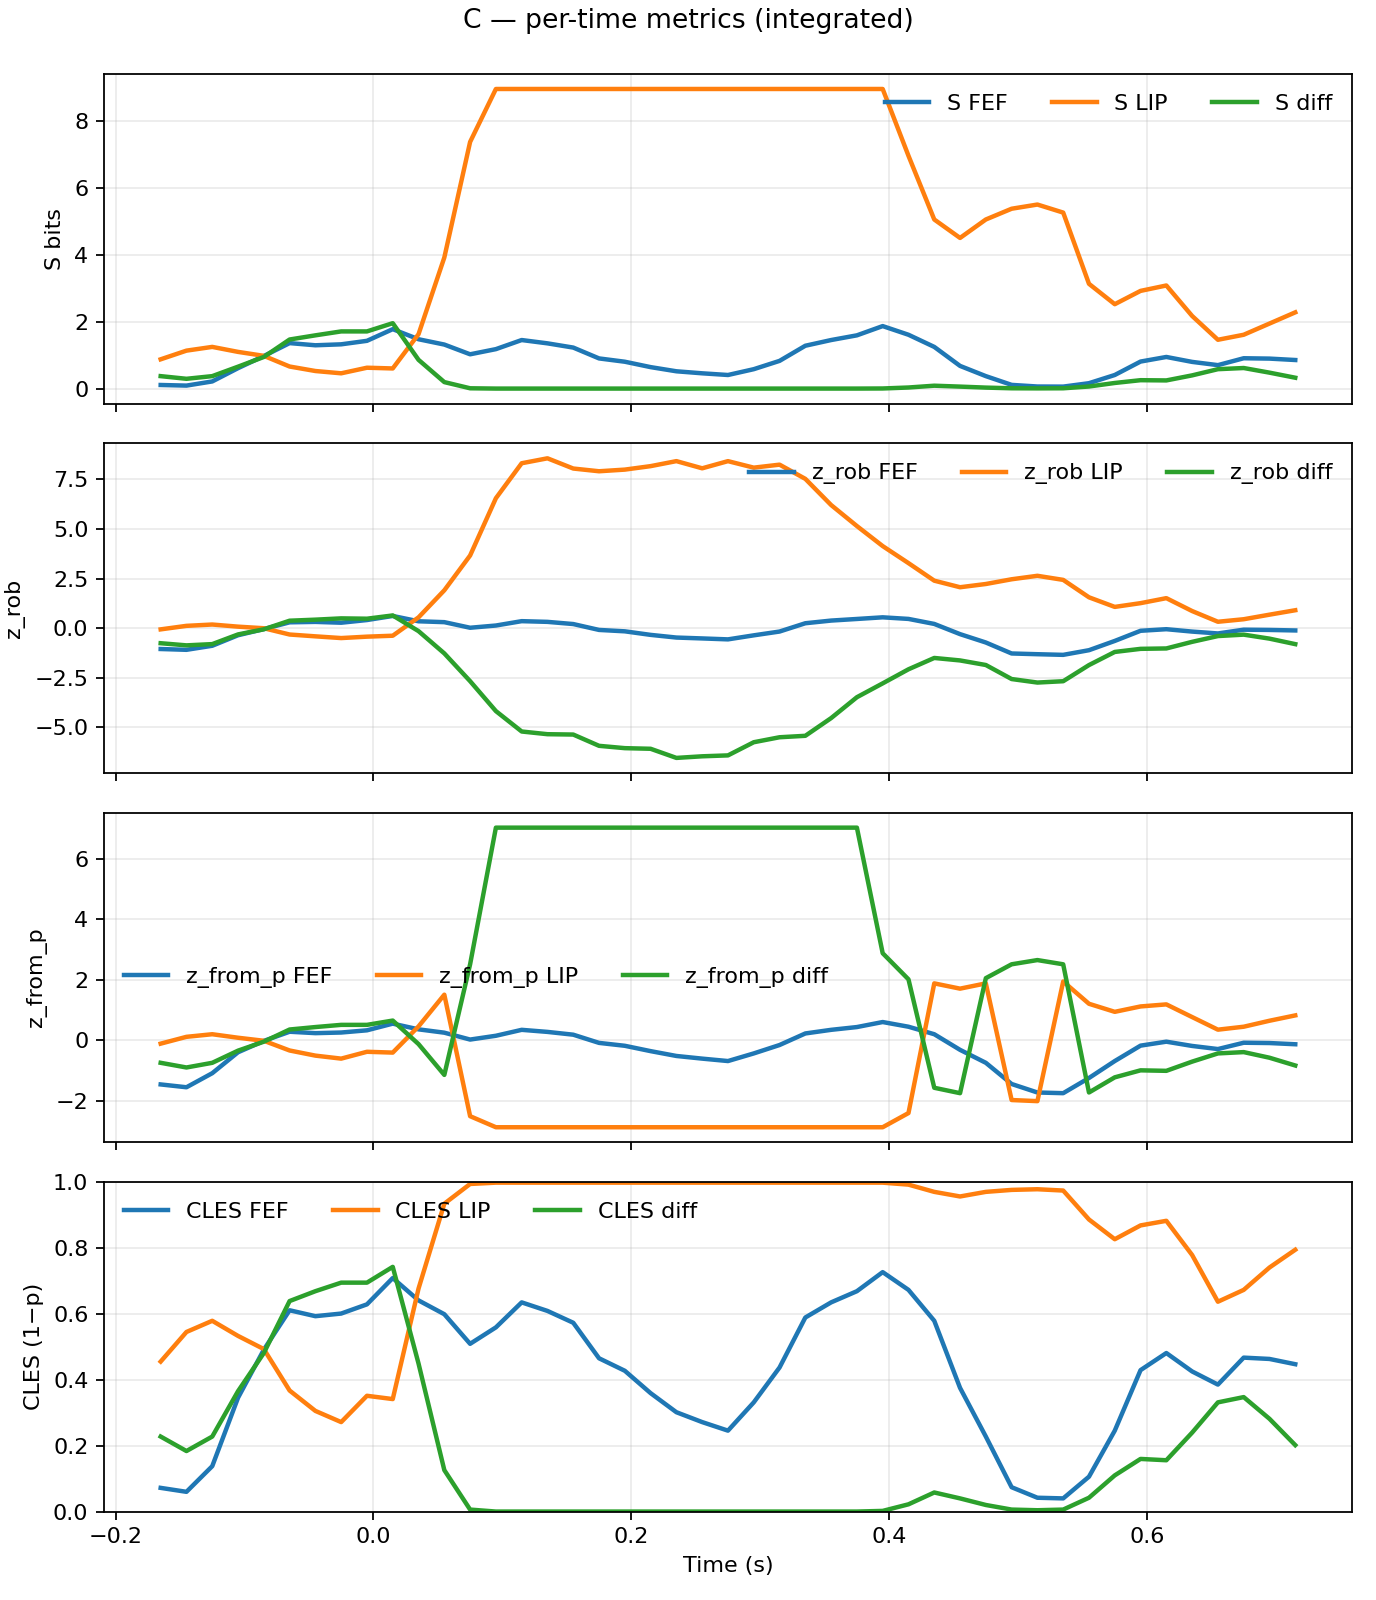 C — per-time metrics (integrated)
S bits
8
6
4
2
0
S FEF
S LIP
S diff
z_rob
7.5
5.0
2.5
0.0
−2.5
−5.0
z_rob FEF
z_rob LIP
z_rob diff
z_from_p
6
4
2
0
−2
z_from_p FEF
z_from_p LIP
z_from_p diff
CLES (1−p)
1.0
0.8
0.6
0.4
0.2
0.0
CLES FEF
CLES LIP
CLES diff
−0.2
0.0
0.2
0.4
0.6
Time (s)